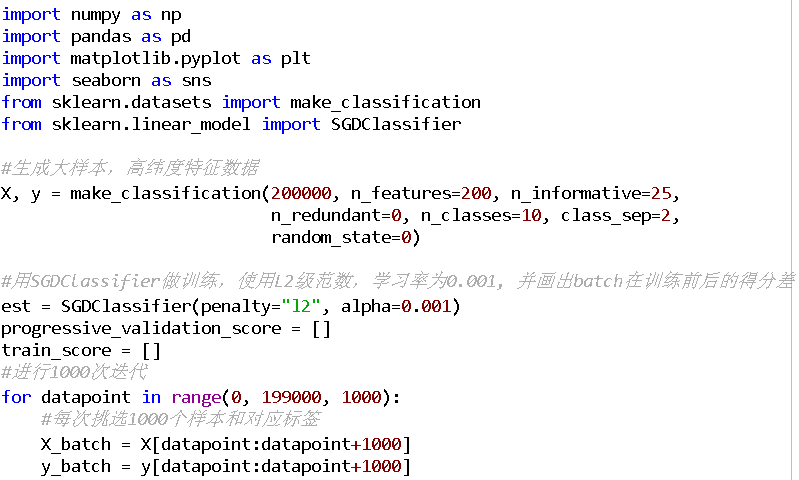 import numpy as np
import pandas as pd
import matplotlib.pyplot as plt
import seaborn as sns
from sklearn.datasets import make_classification
from sklearn.linear_model import SGDClassifier
#生成大样本，高纬度特征数据
X, y = make_classification(200000, n_features=200, n_informative=25,
n_redundant=0, n_classes=10, class_sep=2,
random_state=0)
#用SGDClassifier做训练，使用L2级范数，学习率为0.001, 并画出batch在训练前后的得分差
est = SGDClassifier(penalty="l2", alpha=0.001)
progressive_validation_score = []
train_score = []
#进行1000次迭代
for datapoint in range(0, 199000, 1000):
#每次挑选1000个样本和对应标签
X_batch = X[datapoint:datapoint+1000]
y_batch = y[datapoint:datapoint+1000]